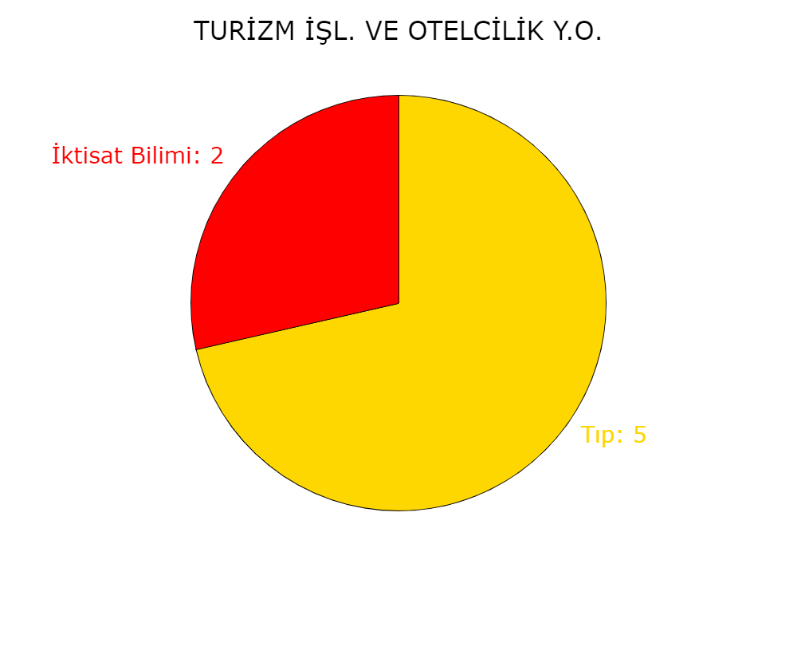 TURİZM İŞL. VE OTELCİLİK Y.O.
İktisat Bilimi: 2
Tıp: 5